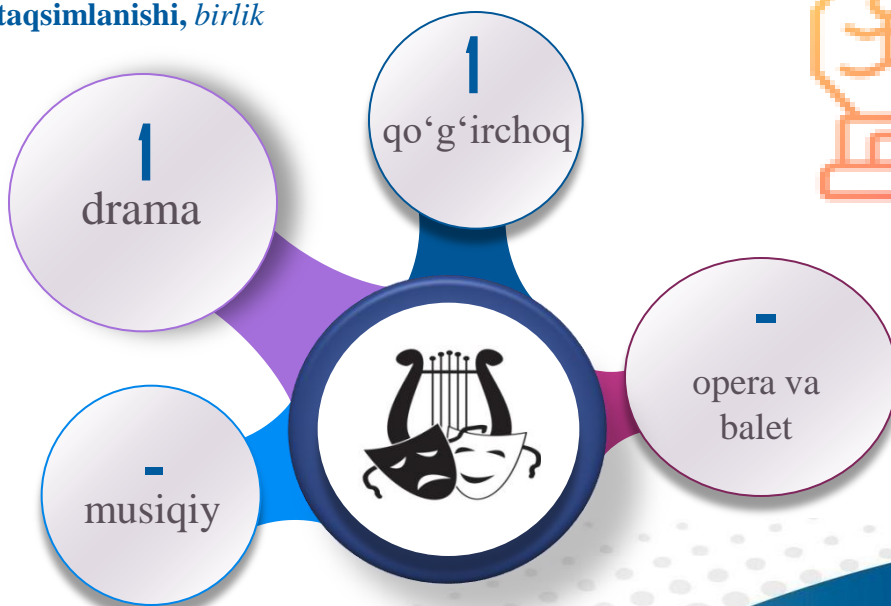 taqsimlanishi, birlik
1
qo‘g‘irchoq
1
drama
-
opera va
balet
-
musiqiy